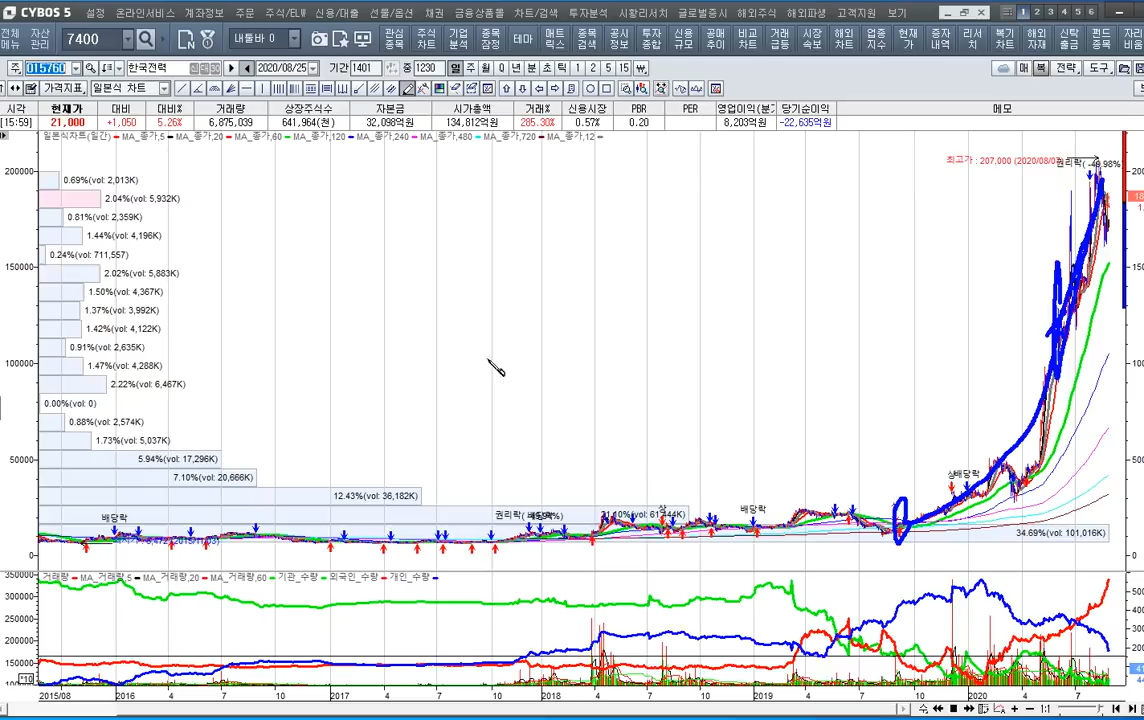 CYBOS 5 설정 온라인서비스 계좌정보 주문 주식/ELW 신용/대출 선물/옵션 채권 금융상품몰 차트/검색 투자분석 시황리서치 글로벌증시 해외주식 해외파생 고객지원 보기 1 2 3 4 5 6
전체메뉴 자산관리 7400 내툴바 0 관심종목 주식차트 기업분석 종목잠정 테마 매트릭스 종목검색 공시정보 투자종합 신용규모 공매추이 비교차트 거래급등 시장속보 해외차트 업종지수 현재가 증자내역 리서치 복기차트 해외자재 신탁출금 펀드종목
주 015760 한국전력 2020/08/25 기간 1401 중 1230 일 주 월 Q 년 분 초 틱 1 2 5 15 매 복 전략 도구
가격지표 일본식 차트
시각 현재가 대비 대비% 거래량 상장주식수 자본금 시가총액 거래% 신용시장 PBR PER 영업이익(분기 당기순이익 메모
[15:59] 21,000 +1,050 5.26% 6,875,039 641,964(천) 32,098억원 134,812억원 285.30% 0.57% 0.20 8,203억원 -22,635억원
일본식차트(일간) MA_종가,5 MA_종가,20 MA_종가,60 MA_종가,120 MA_종가,240 MA_종가,480 MA_종가,720 MA_종가,12
최고가 : 207,000 (2020/08/0
권리락( -49.98%
200000
0.69%(vol: 2,013K)
2.04%(vol: 5,932K)
0.81%(vol: 2,359K)
1.44%(vol: 4,196K)
0.24%(vol: 711,557)
150000
2.02%(vol: 5,883K)
1.50%(vol: 4,367K)
1.37%(vol: 3,992K)
1.42%(vol: 4,122K)
0.91%(vol: 2,635K)
100000
1.47%(vol: 4,288K)
2.22%(vol: 6,467K)
0.00%(vol: 0)
0.88%(vol: 2,574K)
1.73%(vol: 5,037K)
50000
5.94%(vol: 17,296K)
7.10%(vol: 20,666K)
상 배당락
12.43%(vol: 36,182K)
배당락 권리락( 배당락 상 배당락
34.69%(vol: 101,016K)
0
거래량 MA_거래량,5 MA_거래량,20 MA_거래량,60 기관_수량 외국인_수량 개인_수량
350000
300000
250000
200000
150000
100000
*10
2015/08 2016 4 7 10 2017 4 7 10 2018 4 7 10 2019 4 7 10 2020 4 7
1:1